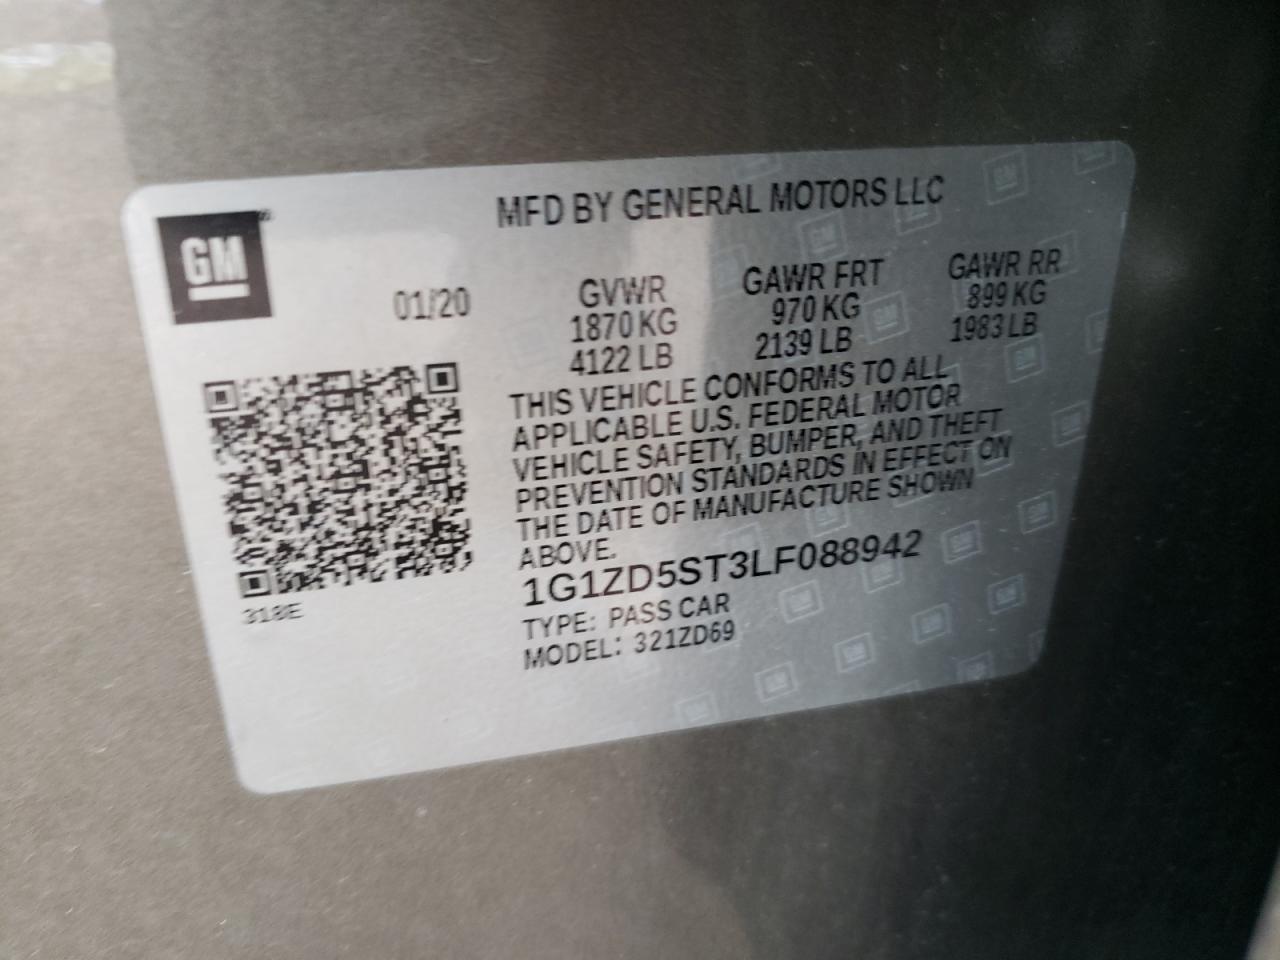 GM
MFD BY GENERAL MOTORS LLC
01/20
GVWR GAWR FRT GAWR RR
1870 KG 970 KG 899 KG
4122 LB 2139 LB 1983 LB
THIS VEHICLE CONFORMS TO ALL
APPLICABLE U.S. FEDERAL MOTOR
VEHICLE SAFETY, BUMPER, AND THEFT
PREVENTION STANDARDS IN EFFECT ON
THE DATE OF MANUFACTURE SHOWN
ABOVE.
1G1ZD5ST3LF088942
TYPE: PASS CAR
MODEL: 321ZD69
318E